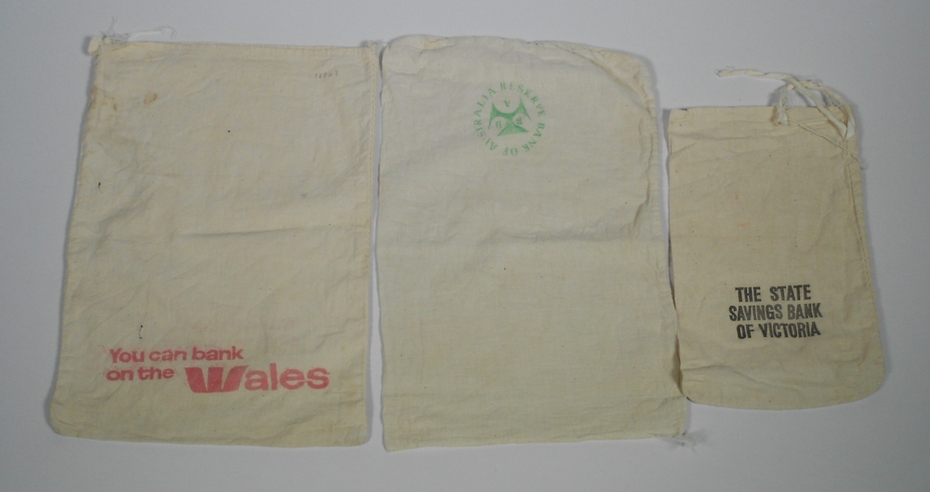 You can bank
on the Wales
AUSTRALIA RESERVE BANK OF
THE STATE
SAVINGS BANK
OF VICTORIA